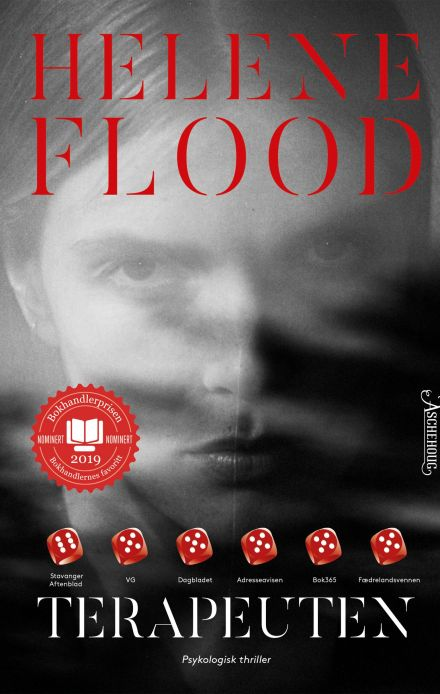 HELENE
FLOOD
ASCHEHOUG
Bokhandlerprisen
NOMINERT NOMINERT
2019
Bokhandlernes favoritt
Stavanger
Aftenblad
VG
Dagbladet
Adresseavisen
Bok365
Fædrelandsvennen
TERAPEUTEN
Psykologisk thriller